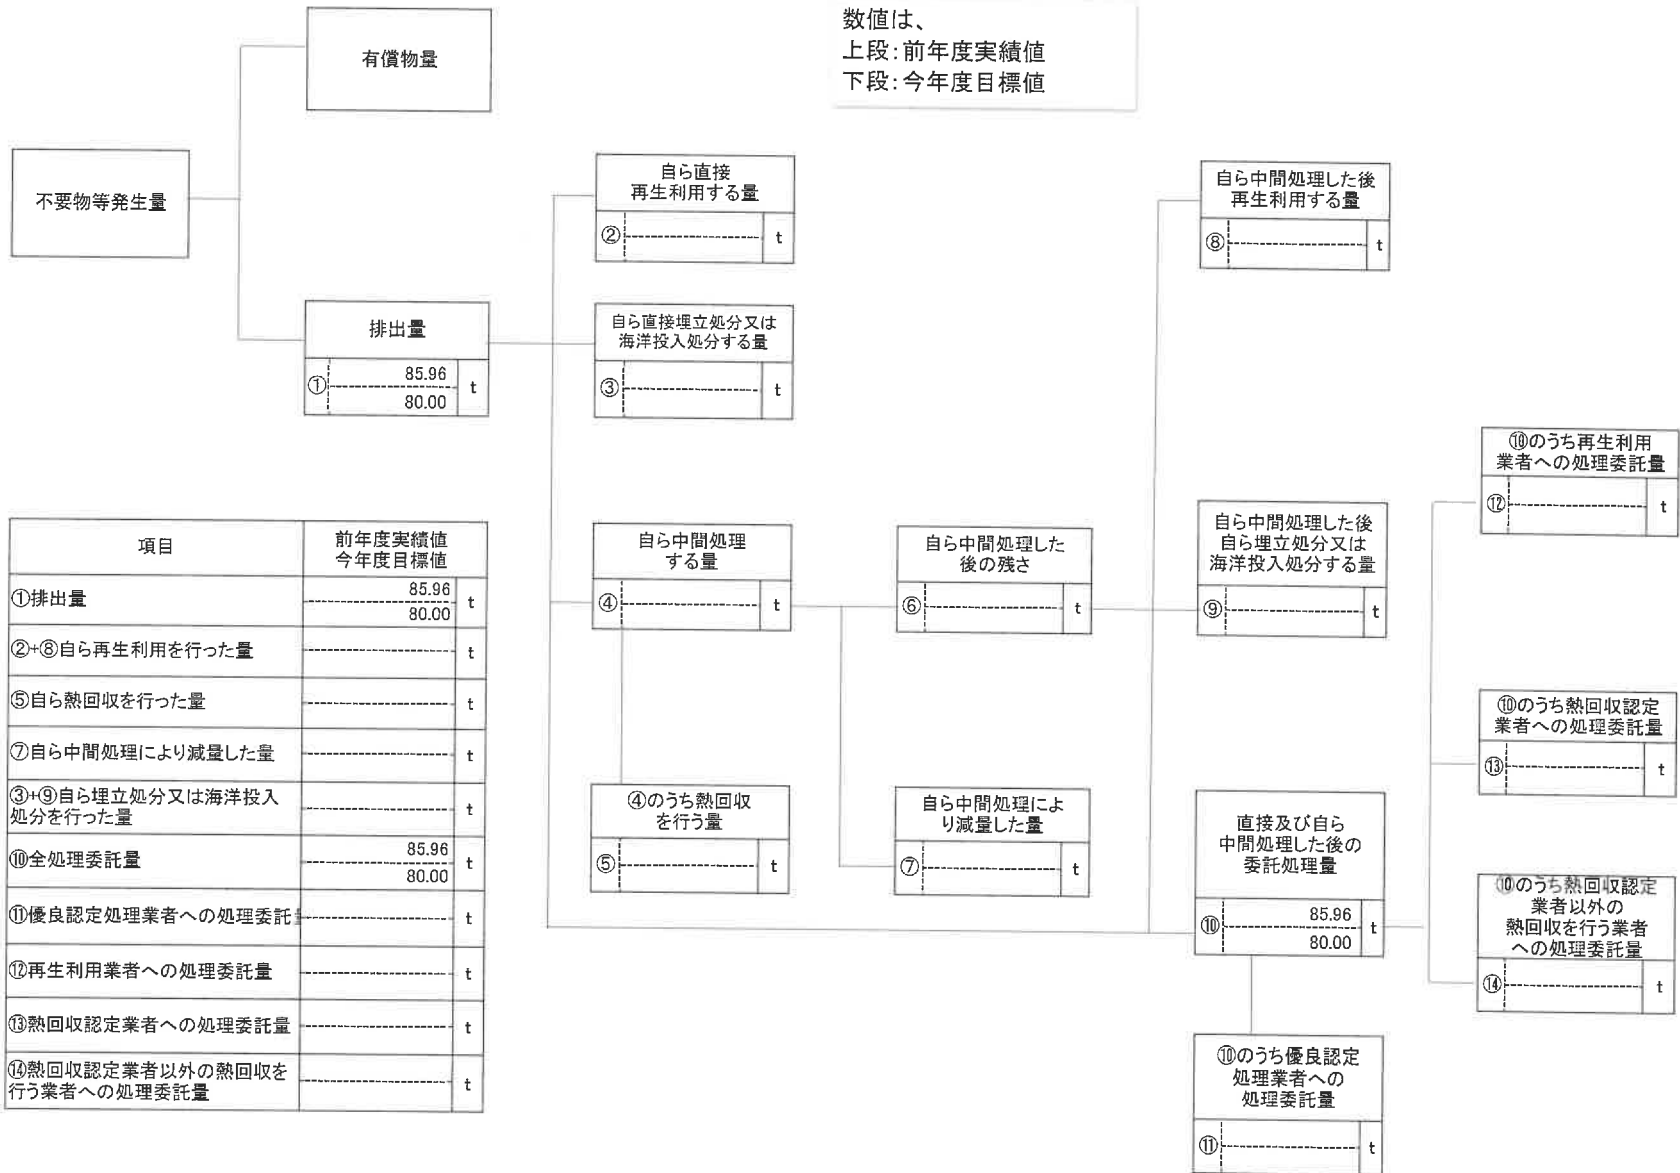 数値は、
上段：前年度実績値
下段：今年度目標値
有償物量
不要物等発生量
排出量
① 85.96 t
80.00
自ら直接
再生利用する量
② t
自ら直接埋立処分又は
海洋投入処分する量
③ t
自ら中間処理
する量
④ t
④のうち熱回収
を行う量
⑤ t
自ら中間処理した
後の残さ
⑥ t
自ら中間処理によ
り減量した量
⑦ t
自ら中間処理した後
再生利用する量
⑧ t
自ら中間処理した後
自ら埋立処分又は
海洋投入処分する量
⑨ t
直接及び自ら
中間処理した後の
委託処理量
⑩ 85.96 t
80.00
⑩のうち優良認定
処理業者への
処理委託量
⑪ t
⑩のうち再生利用
業者への処理委託量
⑫ t
⑩のうち熱回収認定
業者への処理委託量
⑬ t
⑩のうち熱回収認定
業者以外の
熱回収を行う業者
への処理委託量
⑭ t
項目 前年度実績値
今年度目標値
①排出量 85.96 t
80.00
②+⑧自ら再生利用を行った量 t
⑤自ら熱回収を行った量 t
⑦自ら中間処理により減量した量 t
③+⑨自ら埋立処分又は海洋投入
処分を行った量 t
⑩全処理委託量 85.96 t
80.00
⑪優良認定処理業者への処理委託 t
⑫再生利用業者への処理委託量 t
⑬熱回収認定業者への処理委託量 t
⑭熱回収認定業者以外の熱回収を
行う業者への処理委託量 t